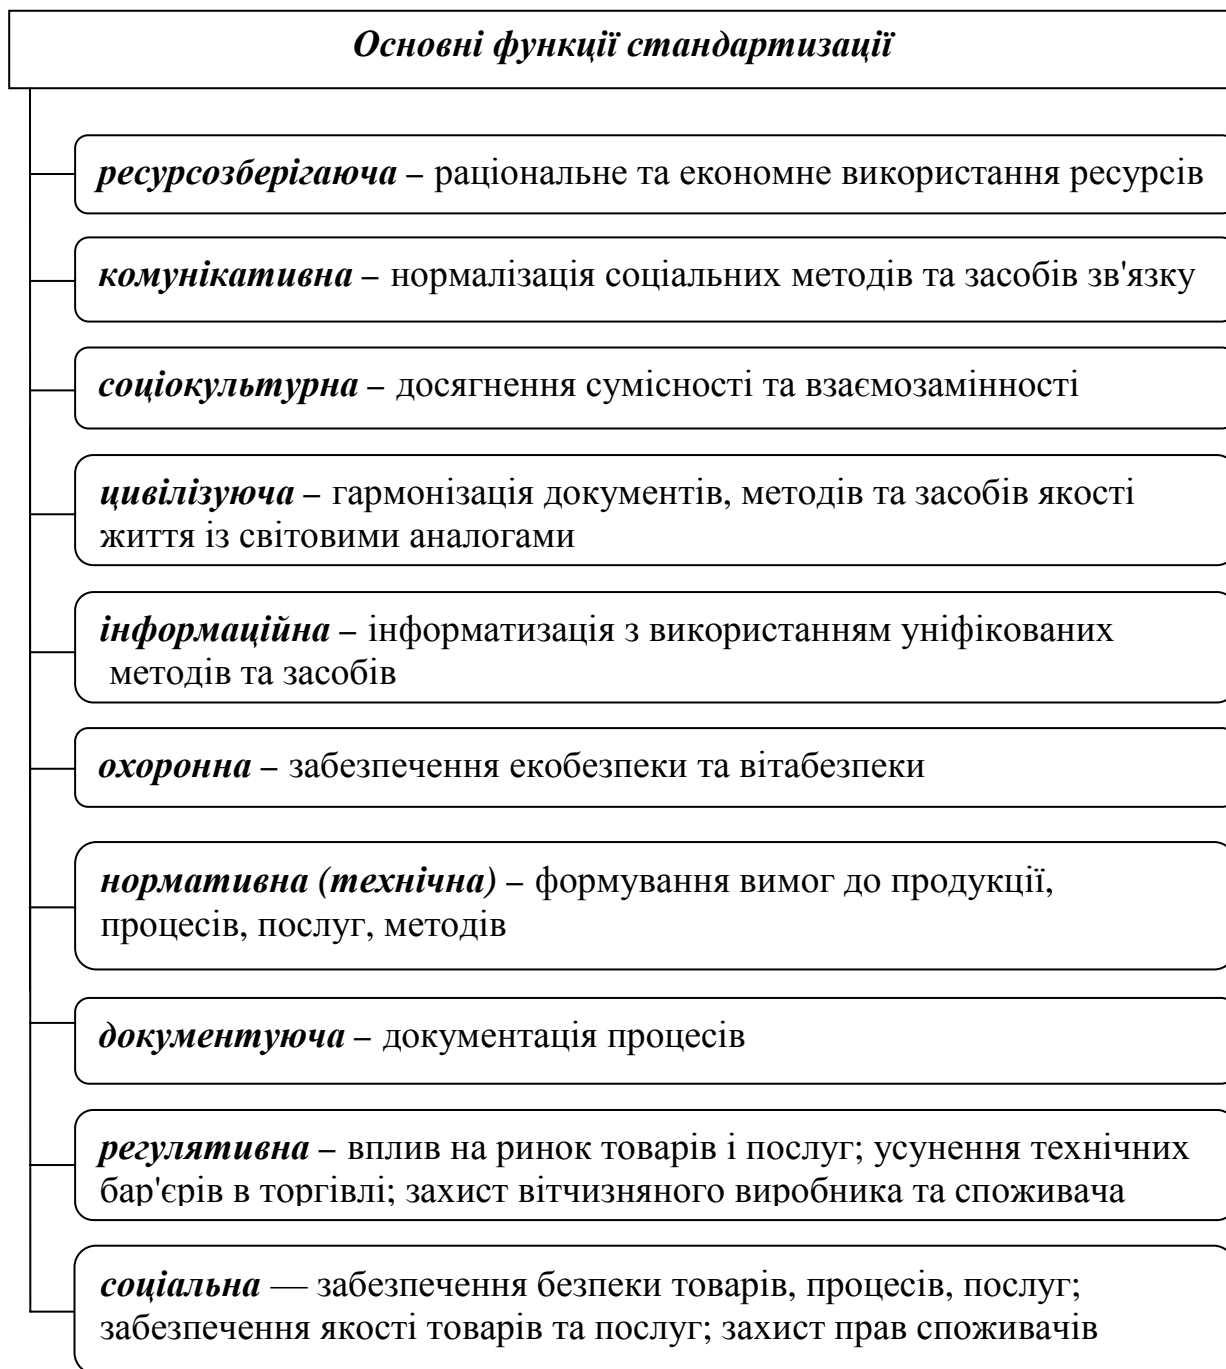 Основні функції стандартизації
ресурсозберігаюча – раціональне та економне використання ресурсів
комунікативна – нормалізація соціальних методів та засобів зв'язку
соціокультурна – досягнення сумісності та взаємозамінності
цивілізуюча – гармонізація документів, методів та засобів якості
життя із світовими аналогами
інформаційна – інформатизація з використанням уніфікованих
методів та засобів
охоронна – забезпечення екобезпеки та вітабезпеки
нормативна (технічна) – формування вимог до продукції,
процесів, послуг, методів
документуюча – документація процесів
регулятивна – вплив на ринок товарів і послуг; усунення технічних
бар'єрів в торгівлі; захист вітчизняного виробника та споживача
соціальна — забезпечення безпеки товарів, процесів, послуг;
забезпечення якості товарів та послуг; захист прав споживачів